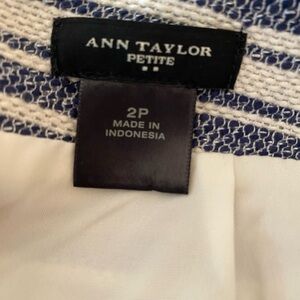 ANN TAYLOR
PETITE
2P
MADE IN
INDONESIA